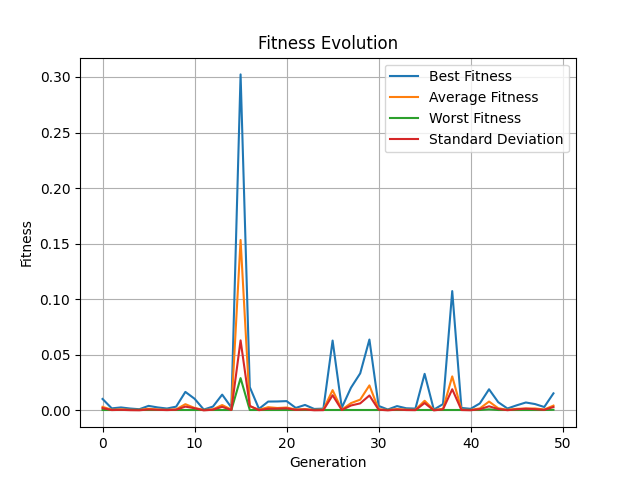 Fitness Evolution
Best Fitness
Average Fitness
Worst Fitness
Standard Deviation
Fitness
0.30
0.25
0.20
0.15
0.10
0.05
0.00
0 10 20 30 40 50
Generation